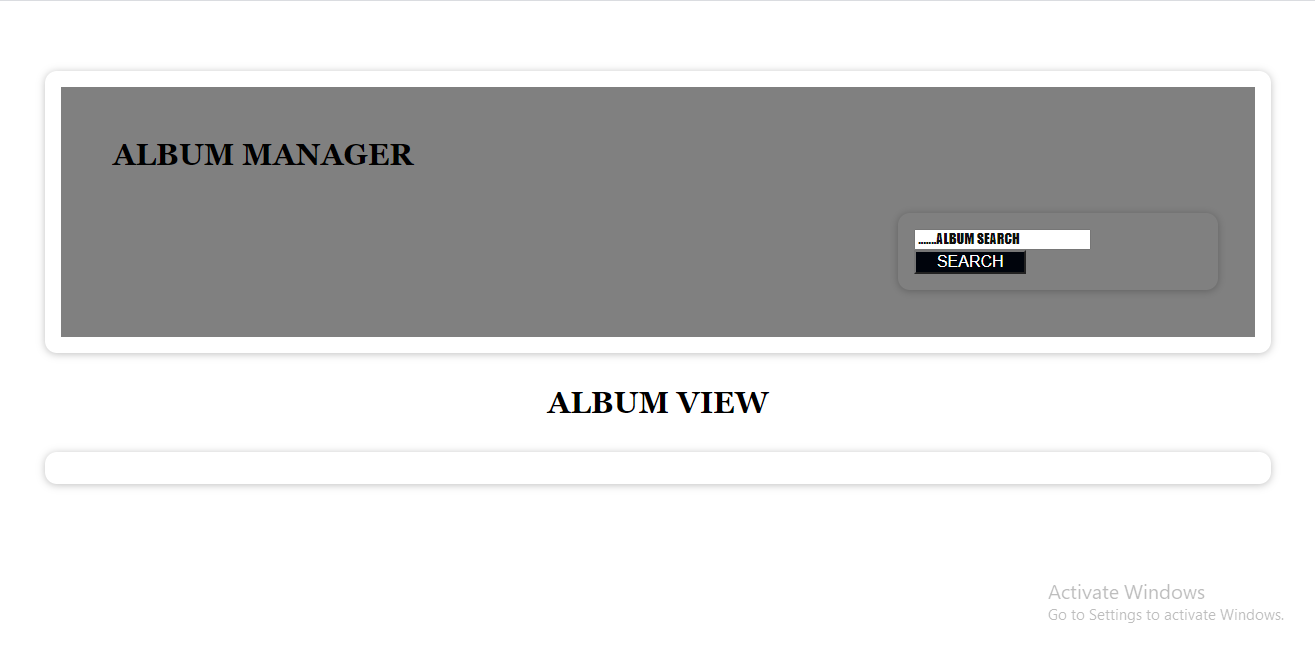 ALBUM MANAGER
.......ALBUM SEARCH
SEARCH
ALBUM VIEW
Activate Windows
Go to Settings to activate Windows.